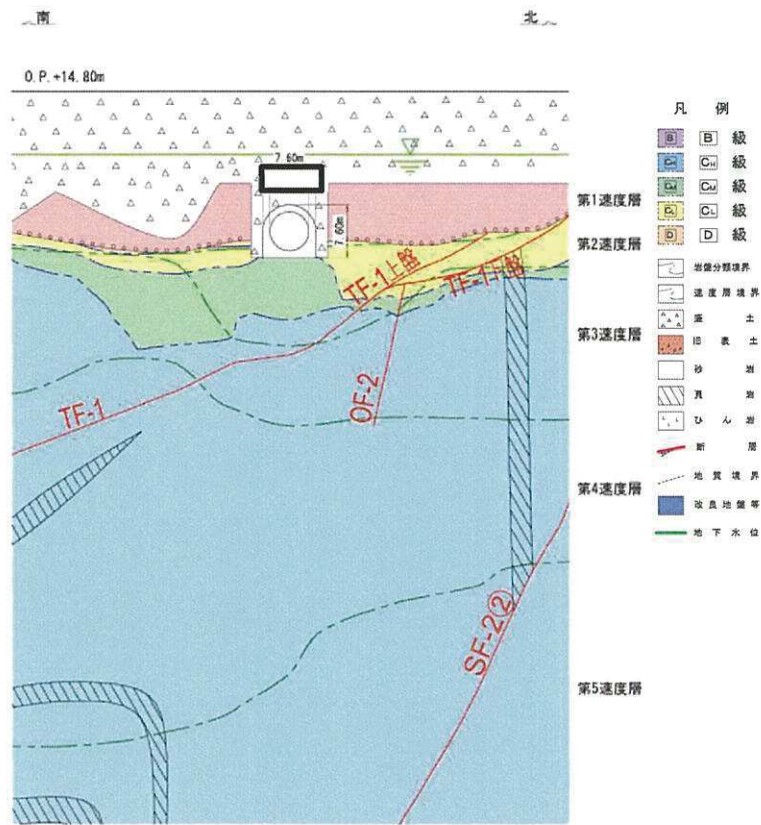 南
北
O.P.+14.80m
7.60m
7.60m
TF-1上盤
TF-1下盤
TF-1
OF-2
SF-2②
第1速度層
第2速度層
第3速度層
第4速度層
第5速度層
凡 例
B B 級
CH CH 級
CM CM 級
CL CL 級
D D 級
岩盤分類境界
速度層境界
盛 土
旧 表 土
砂 岩
頁 岩
ひ ん 岩
断 層
地 質 境 界
改 良 地 盤 等
地 下 水 位